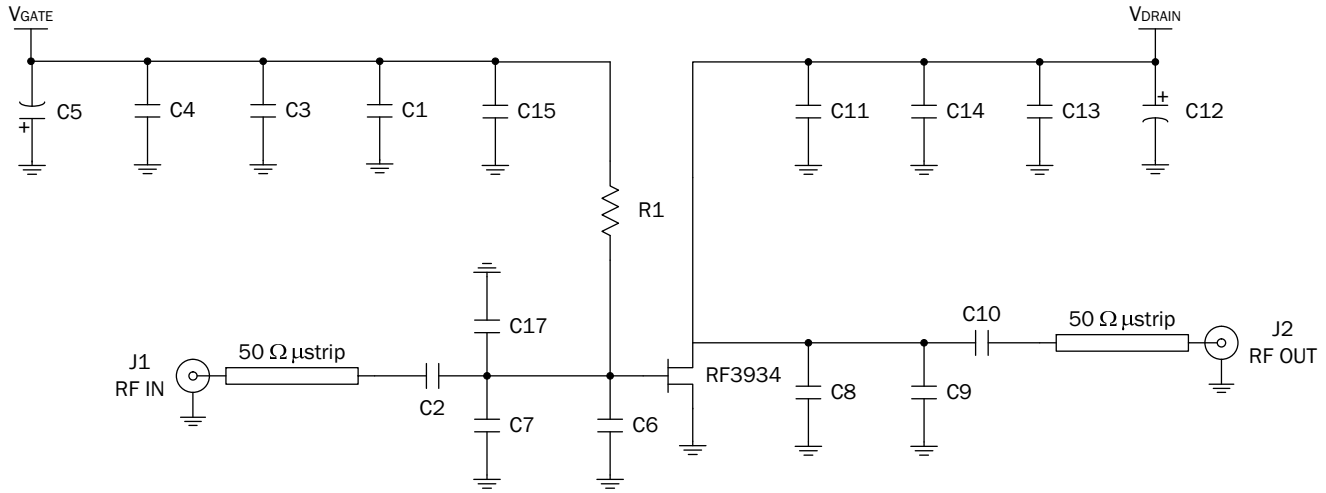 VGATE
VDRAIN
C5
+
C4
C3
C1
C15
C11
C14
C13
+
C12
R1
C17
C10
J1
RF IN
50 Ω µstrip
50 Ω µstrip
J2
RF OUT
RF3934
C2
C7
C6
C8
C9